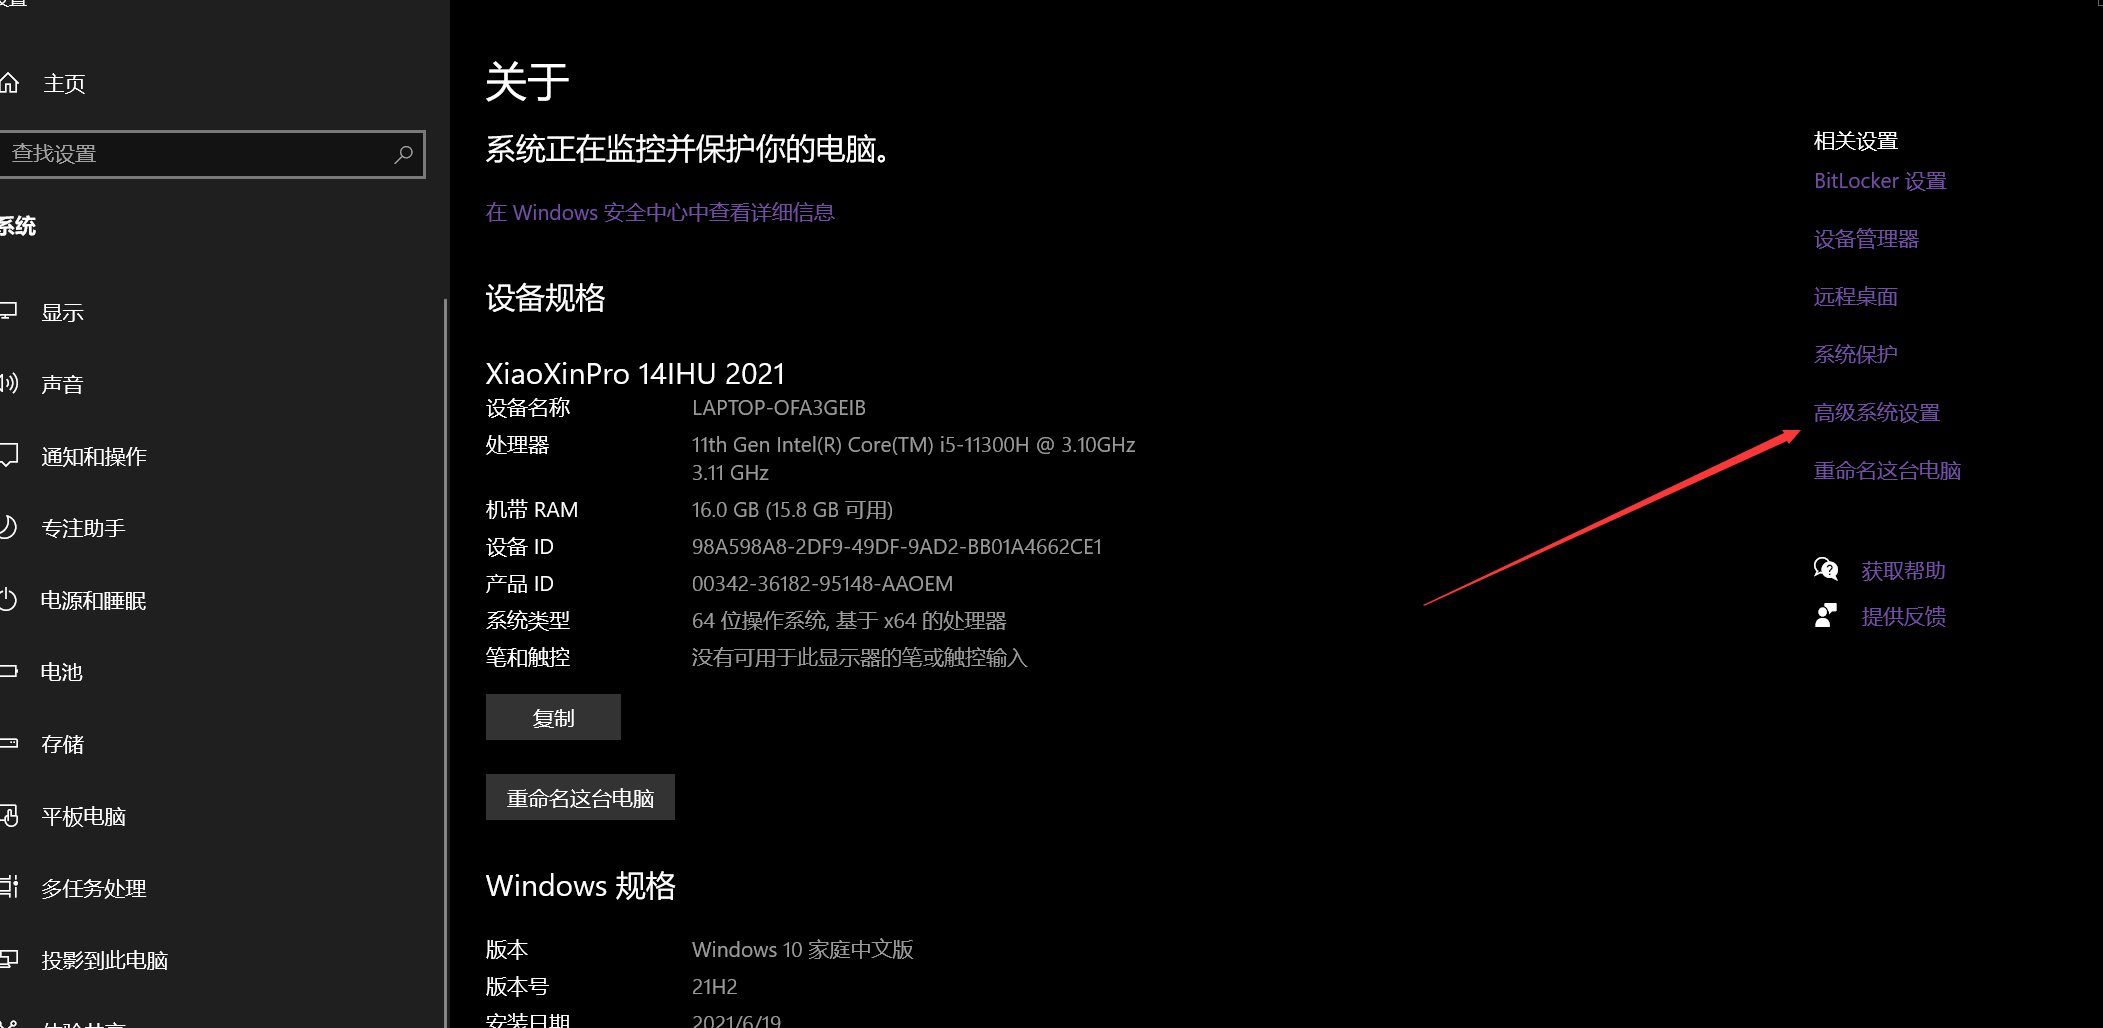 设置
主页
查找设置
系统
显示
声音
通知和操作
专注助手
电源和睡眠
电池
存储
平板电脑
多任务处理
投影到此电脑
体验共享
关于
系统正在监控并保护你的电脑。
在 Windows 安全中心中查看详细信息
设备规格
XiaoXinPro 14IHU 2021
设备名称 LAPTOP-OFA3GEIB
处理器 11th Gen Intel(R) Core(TM) i5-11300H @ 3.10GHz
3.11 GHz
机带 RAM 16.0 GB (15.8 GB 可用)
设备 ID 98A598A8-2DF9-49DF-9AD2-BB01A4662CE1
产品 ID 00342-36182-95148-AAOEM
系统类型 64 位操作系统, 基于 x64 的处理器
笔和触控 没有可用于此显示器的笔或触控输入
复制
重命名这台电脑
Windows 规格
版本 Windows 10 家庭中文版
版本号 21H2
安装日期 2021/6/19
相关设置
BitLocker 设置
设备管理器
远程桌面
系统保护
高级系统设置
重命名这台电脑
获取帮助
提供反馈